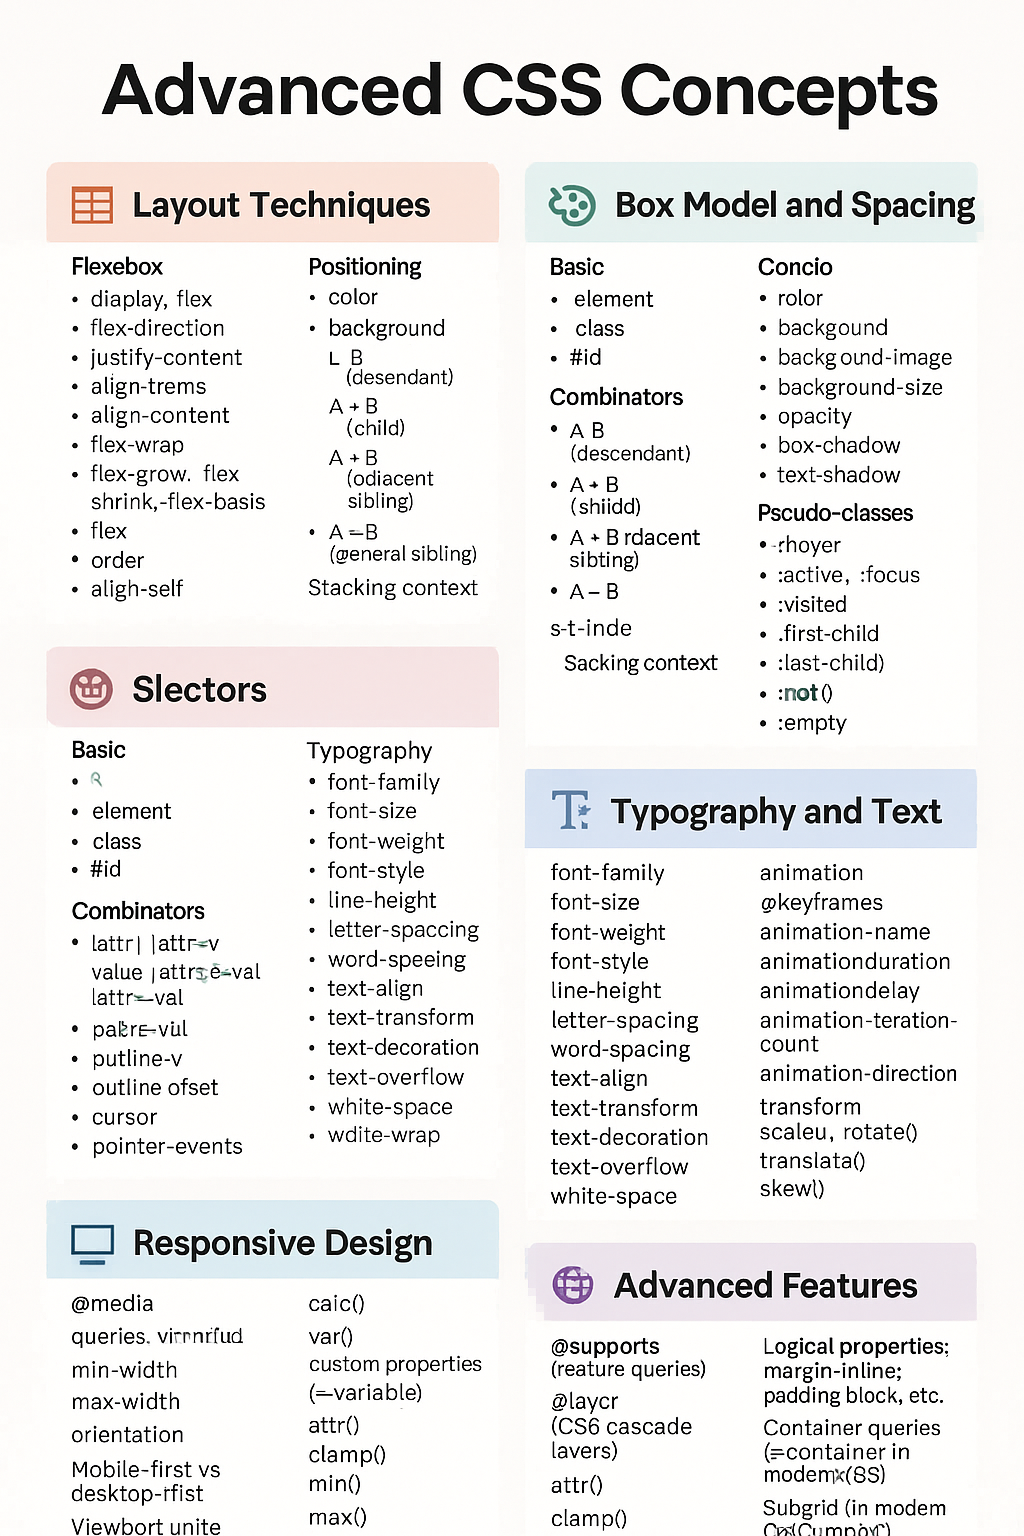 Advanced CSS Concepts
Layout Techniques
Flexebox
• diaplay, flex
• flex-direction
• justify-content
• align-trems
• align-content
• flex-wrap
• flex-grow. flex
shrink,-flex-basis
• flex
• order
• aligh-self
Positioning
• color
• background
L B
(desendant)
A + B
(child)
A + B
(odiacent
sibling)
• A =B
(general sibling)
Stacking context
Box Model and Spacing
Basic
• element
• class
• #id
Combinators
• A B
(descendant)
• A + B
(shiidd)
• A + B rdacent
sibting)
• A – B
s-t-inde
Sacking context
Concio
• rolor
• backgound
• backg ound-image
• background-size
• opacity
• box-chadow
• text-shadow
Pscudo-classes
• -rhoyer
• :active, :focus
• :visited
• .first-child
• :last-child)
• :not()
• :empty
Slectors
Basic
•
• element
• class
• #id
Combinators
• lattr| |attr=v
value
lattr=-val
•
• putline-v
• outline ofset
• cursor
• pointer-events
Typography
• font-family
• font-size
• font-weight
• font-style
• line-height
• letter-spaccing
• word-speeing
• text-align
• text-transform
• text-decoration
• text-overflow
• white-space
• wdite-wrap
Typography and Text
font-family
font-size
font-weight
font-style
line-height
letter-spacing
word-spacing
text-align
text-transform
text-decoration
text-overflow
white-space
animation
@keyframes
animation-name
animationduration
animationdelay
animation-teration-
count
animation-direction
transform
scaleu, rotate()
translata()
skewl)
Responsive Design
@media
queries.
min-width
max-width
orientation
Mobile-first vs
desktop-rfist
Viewbort unite
caic()
var()
custom properties
(=-variable)
attr()
clamp()
min()
max()
Advanced Features
@supports
(reature queries)
@laycr
(CS6 cascade
lavers)
attr()
clamp()
Logical properties;
margin-inline;
padding block, etc.
Container queries
(=container in
modem (8S)
Subgrid (in modem